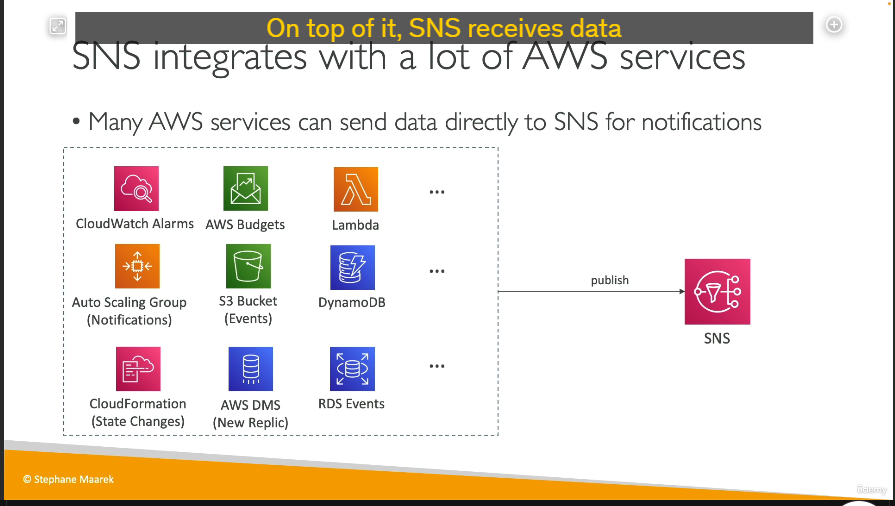 On top of it, SNS receives data
SNS integrates with a lot of AWS services
• Many AWS services can send data directly to SNS for notifications
CloudWatch Alarms AWS Budgets Lambda ...
Auto Scaling Group
(Notifications)
S3 Bucket
(Events)
DynamoDB
...
CloudFormation
(State Changes)
AWS DMS
(New Replic)
RDS Events
...
publish
SNS
© Stephane Maarek
ûdemy